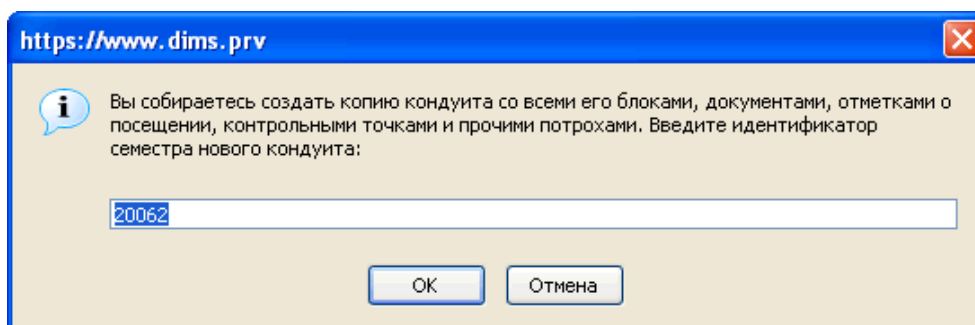 https://www.dims.prv
Вы собираетесь создать копию кондуита со всеми его блоками, документами, отметками о
посещении, контрольными точками и прочими потрохами. Введите идентификатор
семестра нового кондуита:
20062
OK
Отмена